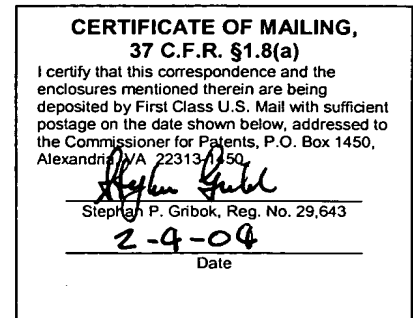 CERTIFICATE OF MAILING,
37 C.F.R. §1.8(a)
I certify that this correspondence and the
enclosures mentioned therein are being
deposited by First Class U.S. Mail with sufficient
postage on the date shown below, addressed to
the Commissioner for Patents, P.O. Box 1450,
Alexandria, VA 22313-1450.
Stephan P. Gribok, Reg. No. 29,643
2-4-04
Date